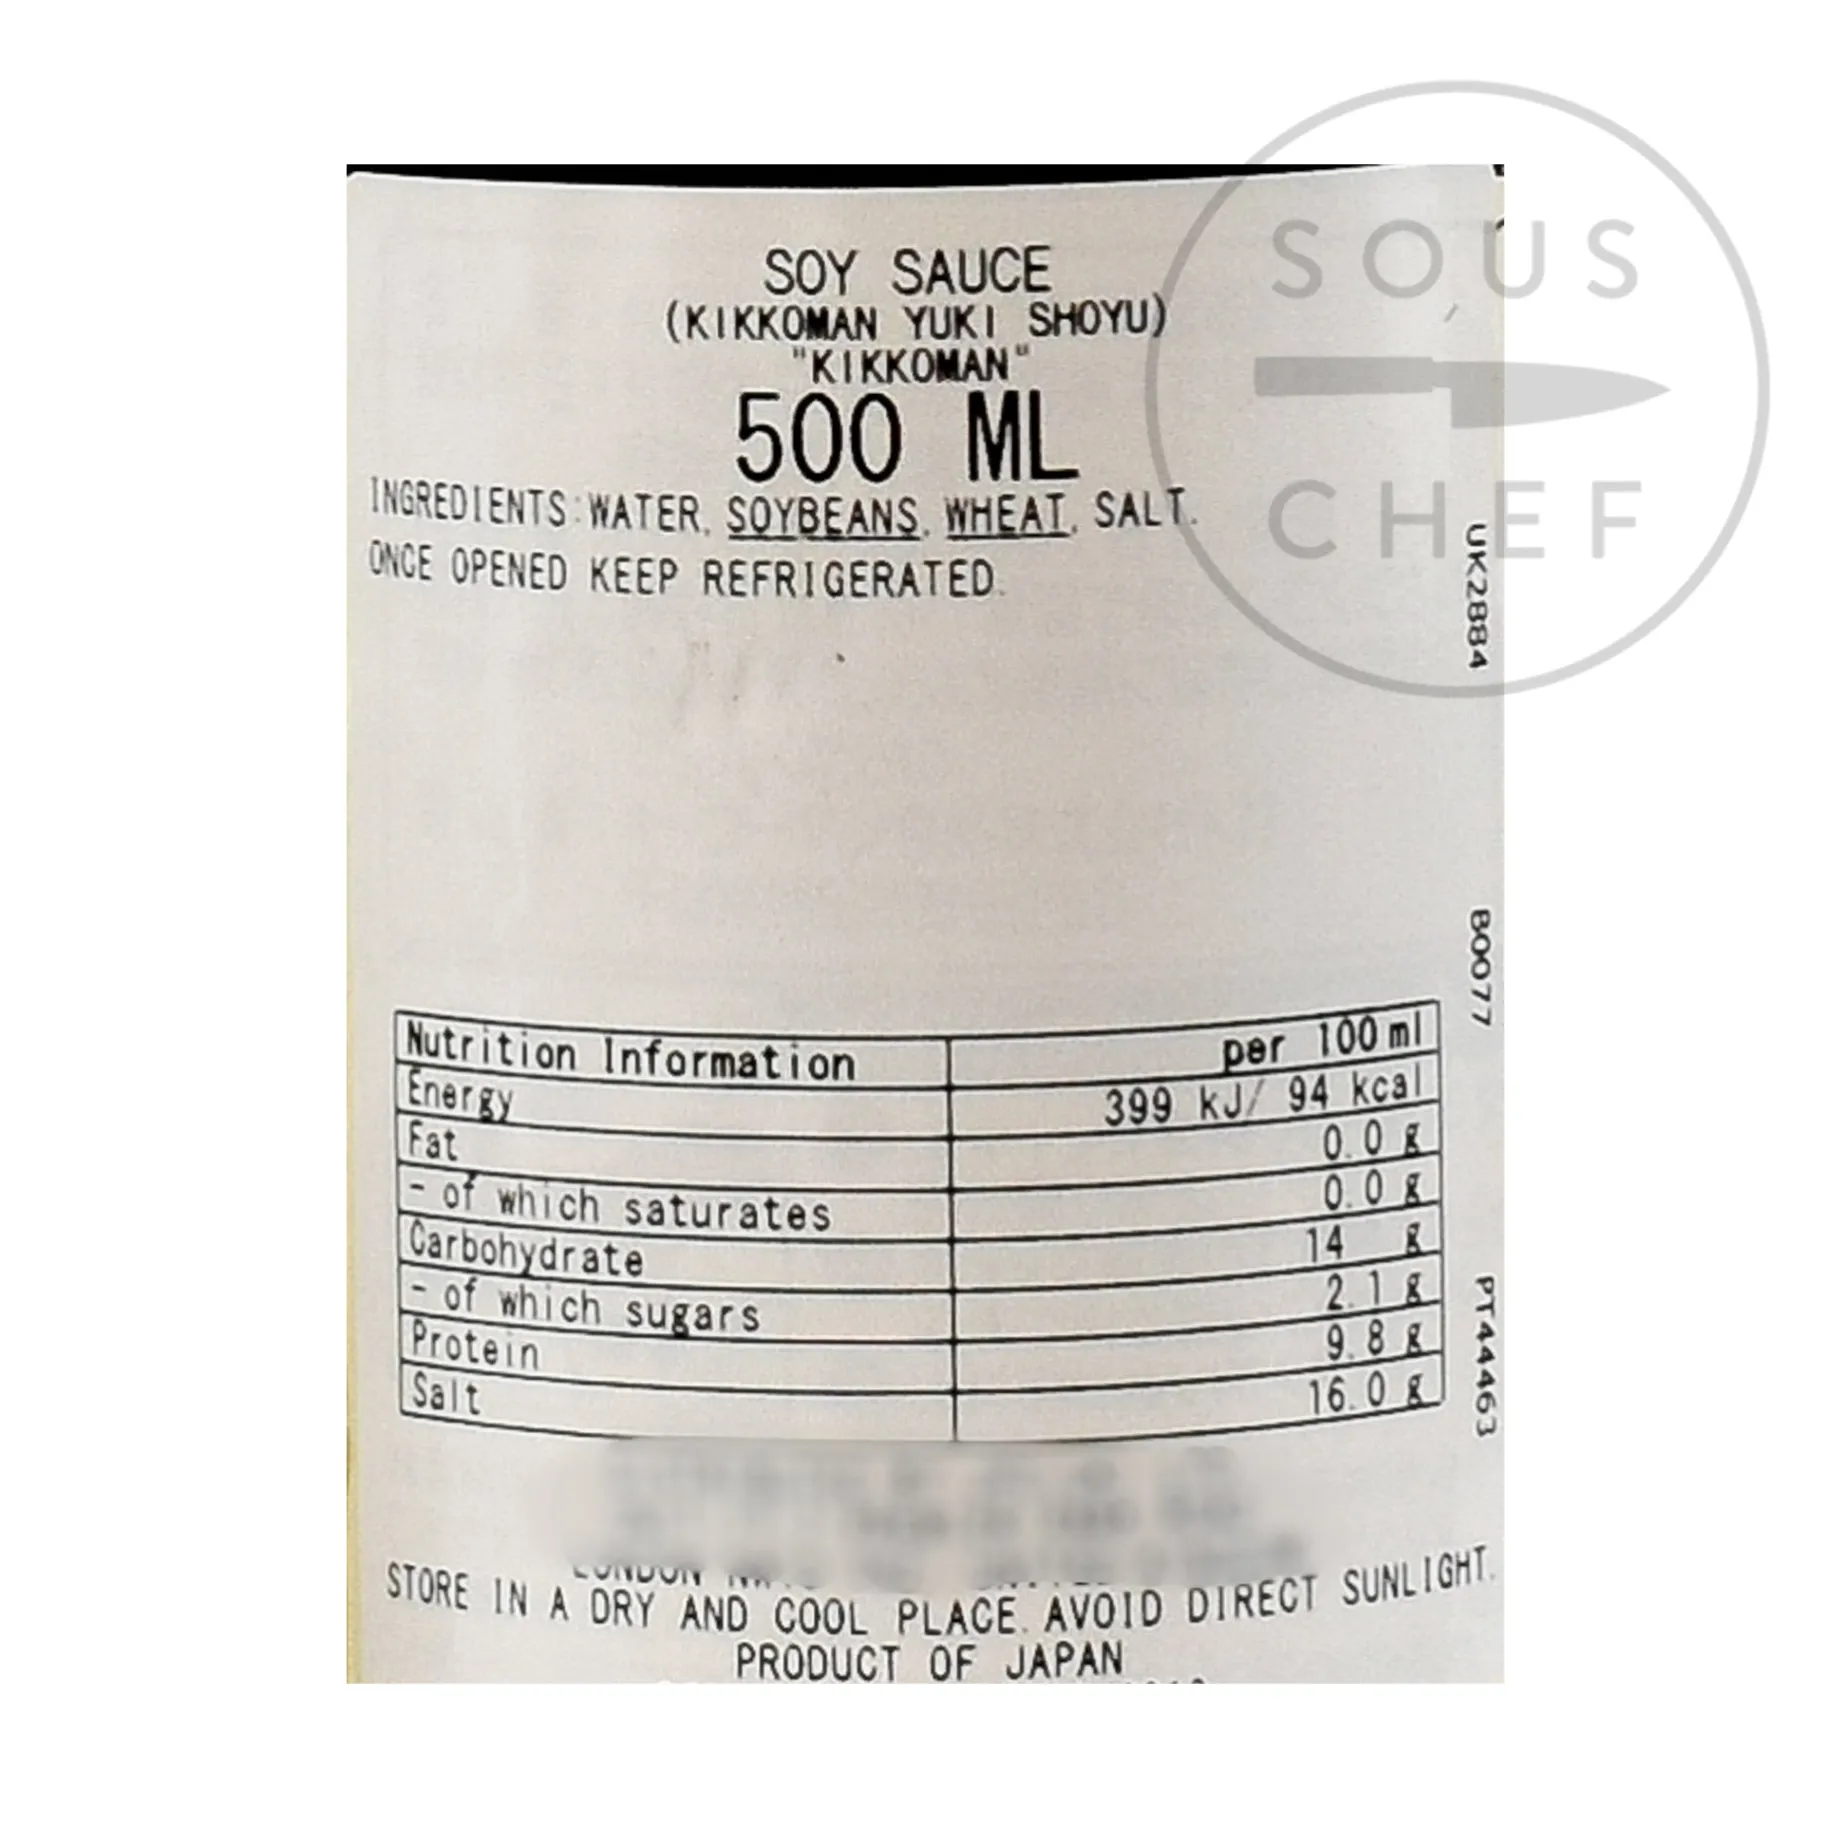 SOUS
CHEF
SOY SAUCE
(KIKKOMAN YUKI SHOYU)
"KIKKOMAN"
500 ML
INGREDIENTS:WATER, SOYBEANS, WHEAT, SALT.
ONCE OPENED KEEP REFRIGERATED.
UK2884
B0077
PT44463
Nutrition Information per 100ml
Energy 399 kJ/ 94 kcal
Fat 0.0 g
- of which saturates 0.0 g
Carbohydrate 14 g
- of which sugars 2.1 g
Protein 9.8 g
Salt 16.0 g
LONDON
STORE IN A DRY AND COOL PLACE. AVOID DIRECT SUNLIGHT.
PRODUCT OF JAPAN